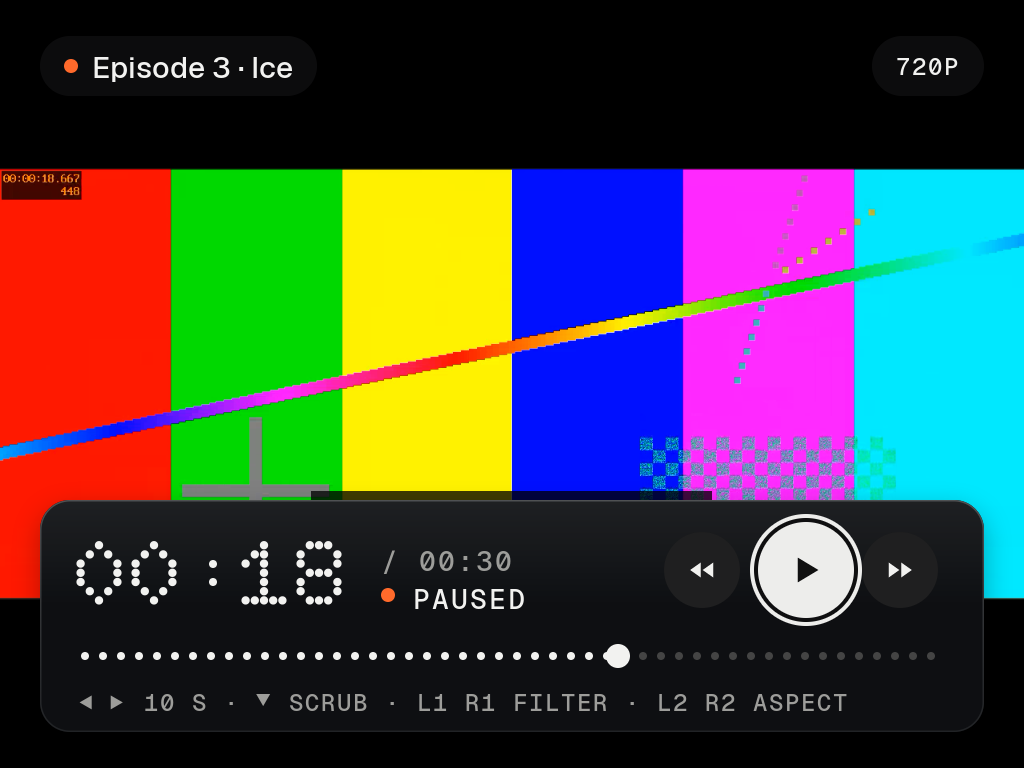 Episode 3 · Ice
720P
00:00:18.667
448
00:18 / 00:30
PAUSED
10 S · ▼ SCRUB · L1 R1 FILTER · L2 R2 ASPECT